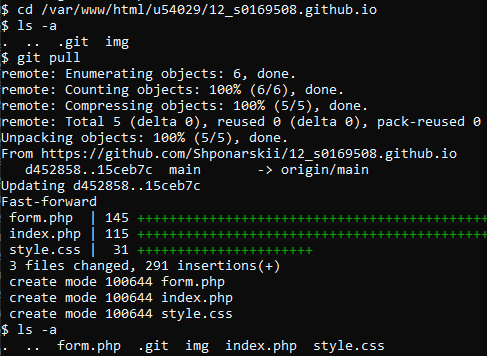 $ cd /var/www/html/u54029/12_s0169508.github.io
$ ls -a
.  ..  .git  img
$ git pull
remote: Enumerating objects: 6, done.
remote: Counting objects: 100% (6/6), done.
remote: Compressing objects: 100% (5/5), done.
remote: Total 5 (delta 0), reused 0 (delta 0), pack-reused 0
Unpacking objects: 100% (5/5), done.
From https://github.com/Shponarskii/12_s0169508.github.io
   d452858..15ceb7c  main       -> origin/main
Updating d452858..15ceb7c
Fast-forward
form.php  | 145 +++++++++++++++++++++++++++++++++++++++++++
index.php | 115 +++++++++++++++++++++++++++++++++++++++++++
style.css |  31 ++++++++++++++++++++++
3 files changed, 291 insertions(+)
create mode 100644 form.php
create mode 100644 index.php
create mode 100644 style.css
$ ls -a
.  ..  form.php  .git  img  index.php  style.css